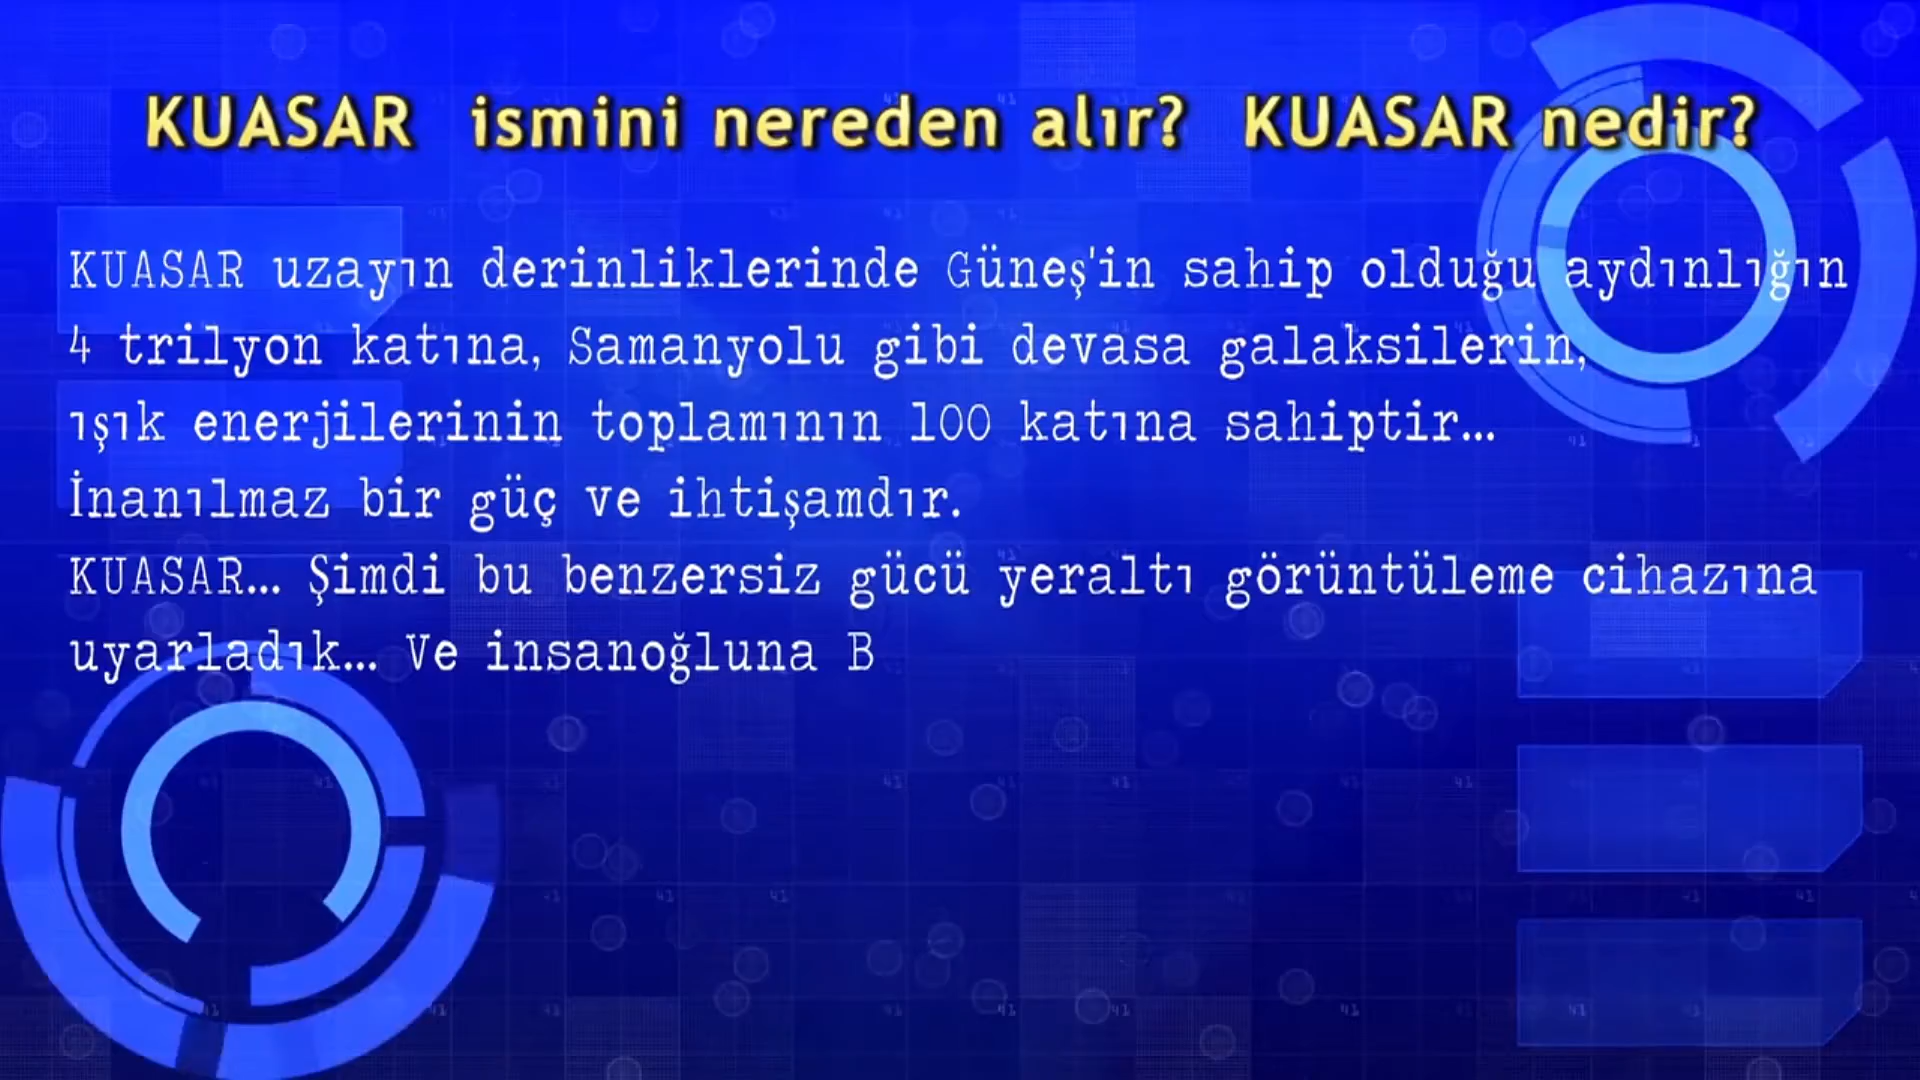 KUASAR ismini nereden alır? KUASAR nedir?
KUASAR uzayın derinliklerinde Güneş'in sahip olduğu aydınlığın
4 trilyon katına, Samanyolu gibi devasa galaksilerin,
ışık enerjilerinin toplamının 100 katına sahiptir...
İnanılmaz bir güç ve ihtişamdır.
KUASAR... Şimdi bu benzersiz gücü yeraltı görüntüleme cihazına
uyarladık... Ve insanoğluna B